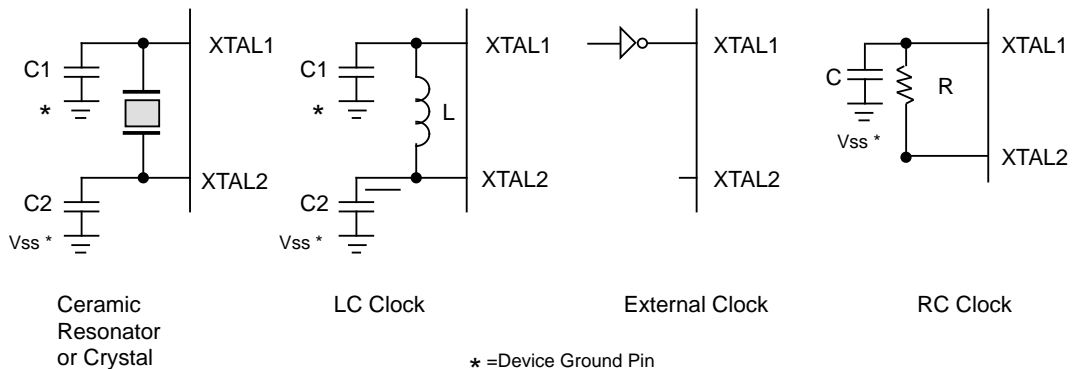 XTAL1
C1
*
XTAL2
C2
Vss *
Ceramic
Resonator
or Crystal
XTAL1
C1
*
L
XTAL2
C2
Vss *
LC Clock
XTAL1
XTAL2
External Clock
XTAL1
C
R
Vss *
XTAL2
RC Clock
* =Device Ground Pin